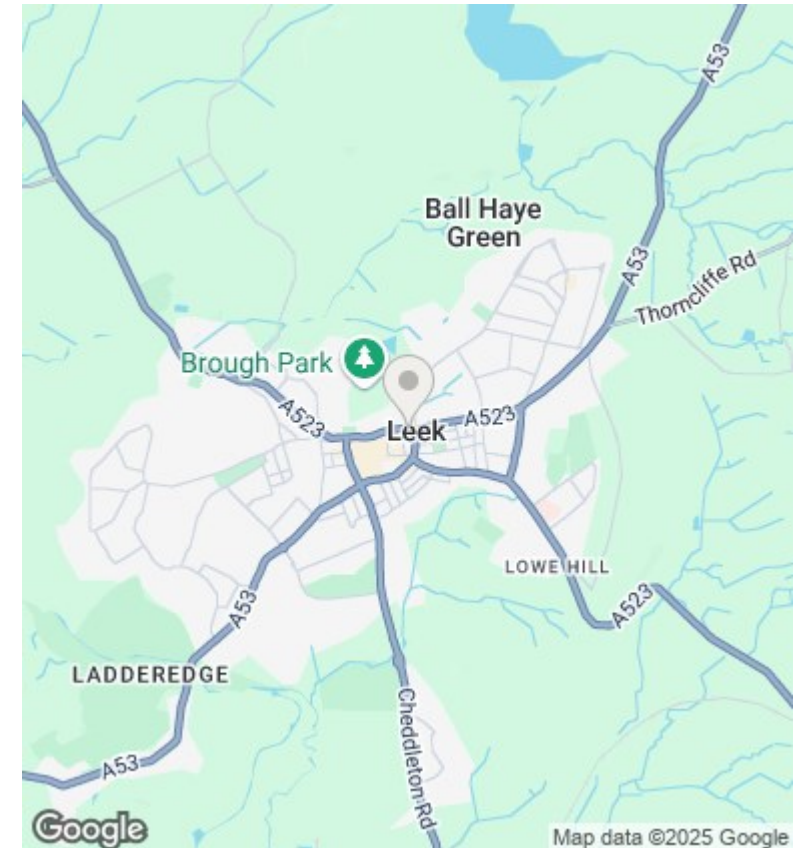 A53
Ball Haye
Green
A53
Thorncliffe Rd
Brough Park
A523
A523
Leek
LOWE HILL
A523
A53
LADDEREDGE
Cheddleton Rd
A53
Google
Map data ©2025 Google